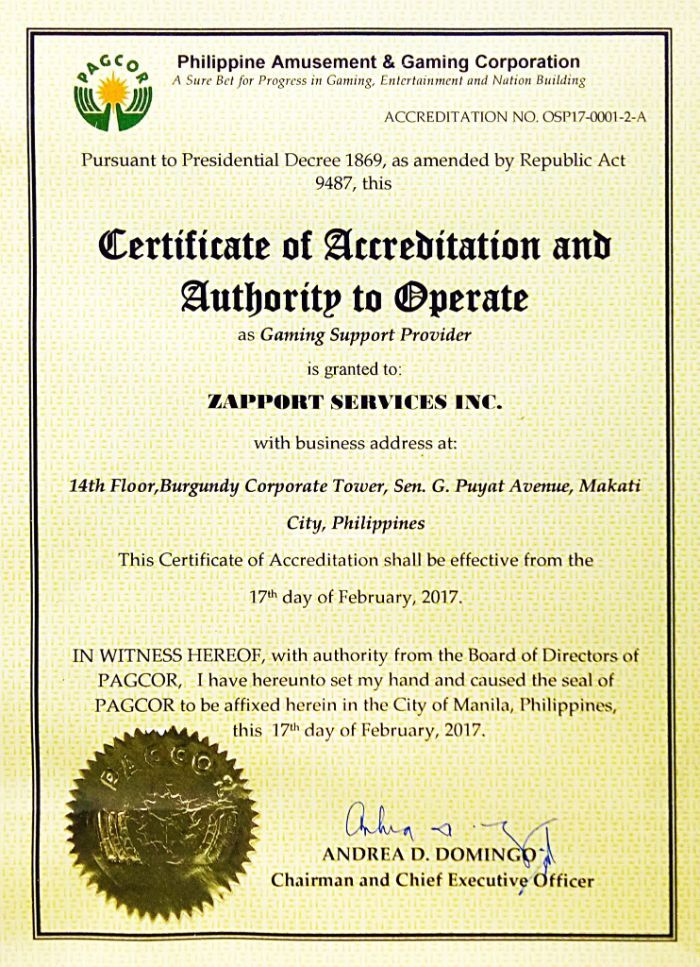 PAGCOR
Philippine Amusement & Gaming Corporation
A Sure Bet for Progress in Gaming, Entertainment and Nation Building
ACCREDITATION NO. OSP17-0001-2-A
Pursuant to Presidential Decree 1869, as amended by Republic Act
9487, this
Certificate of Accreditation and
Authority to Operate
as Gaming Support Provider
is granted to:
ZAPPORT SERVICES INC.
with business address at:
14th Floor,Burgundy Corporate Tower, Sen. G. Puyat Avenue, Makati
City, Philippines
This Certificate of Accreditation shall be effective from the
17th day of February, 2017.
IN WITNESS HEREOF, with authority from the Board of Directors of
PAGCOR, I have hereunto set my hand and caused the seal of
PAGCOR to be affixed herein in the City of Manila, Philippines,
this 17th day of February, 2017.
PAGCOR
ANDREA D. DOMINGO
Chairman and Chief Executive Officer